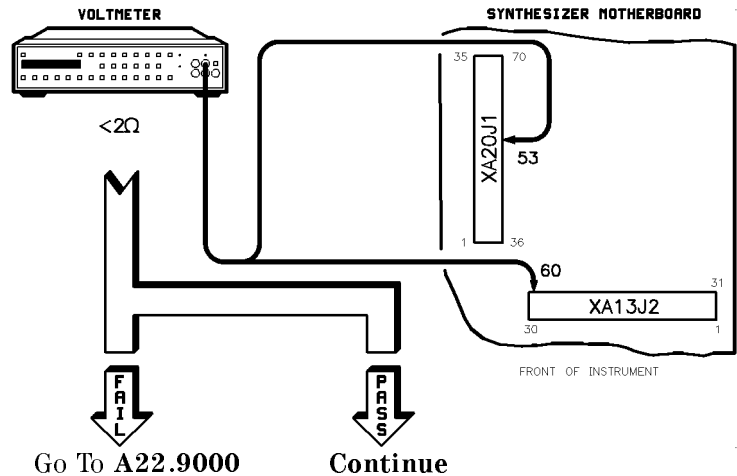 VOLTMETER
SYNTHESIZER MOTHERBOARD
<2Ω
35
70
XA20J1
53
1
36
60
31
XA13J2
30
1
FRONT OF INSTRUMENT
FAIL
PASS
Go To A22.9000
Continue